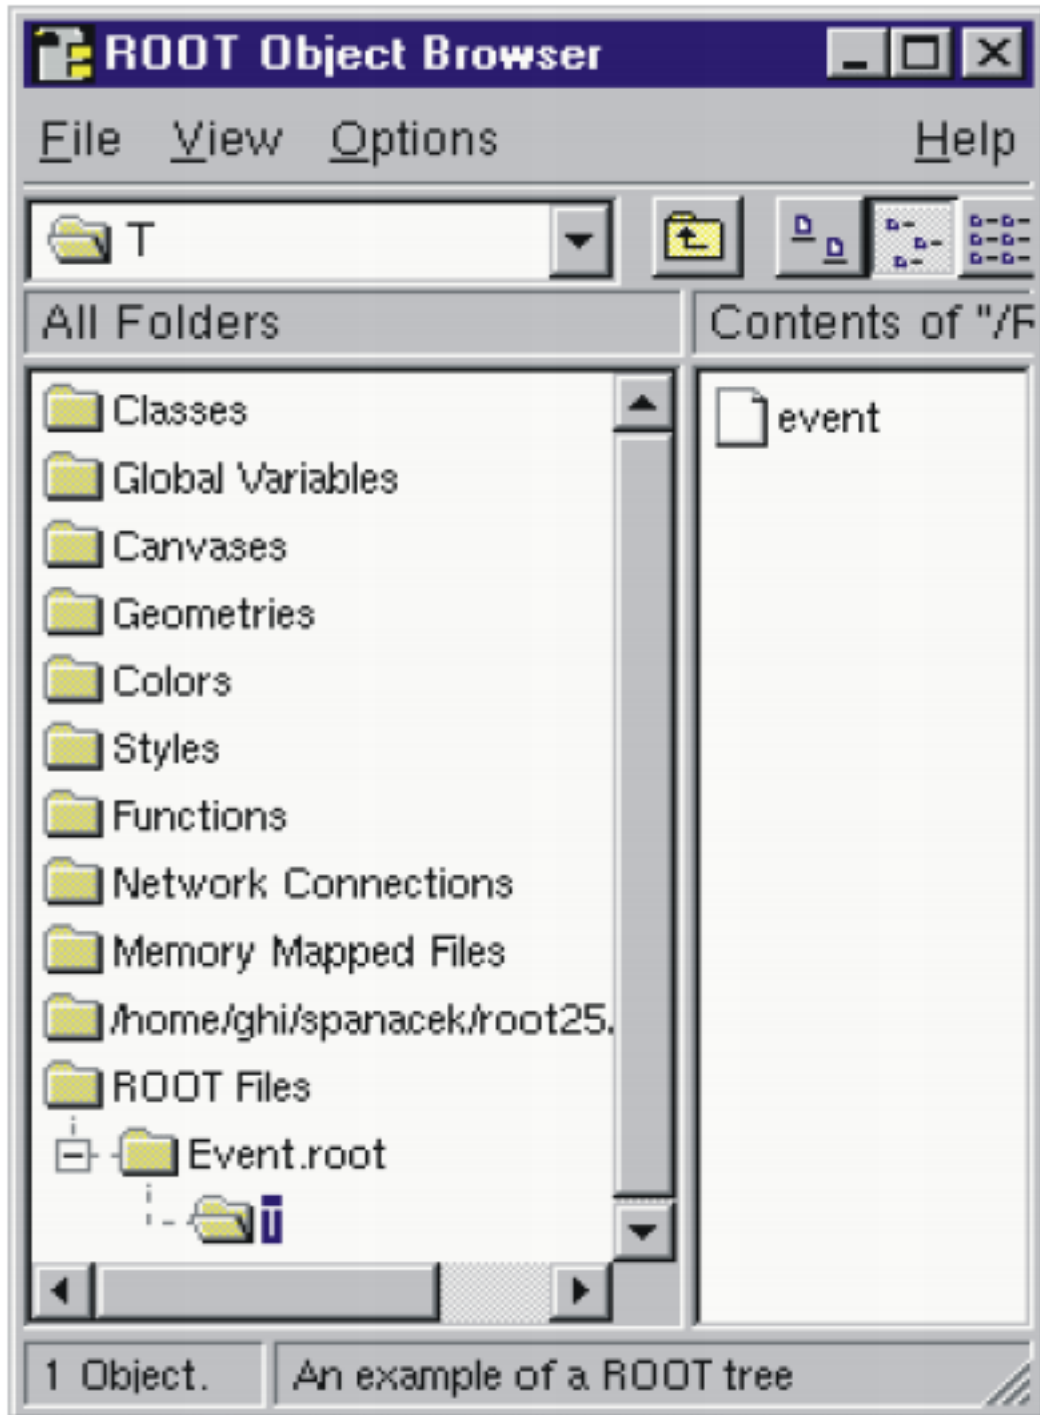 ROOT Object Browser
File View Options Help
T
All Folders
Contents of "/R
Classes
Global Variables
Canvases
Geometries
Colors
Styles
Functions
Network Connections
Memory Mapped Files
/home/ghi/spanacek/root25.
ROOT Files
Event.root
T
event
1 Object.
An example of a ROOT tree